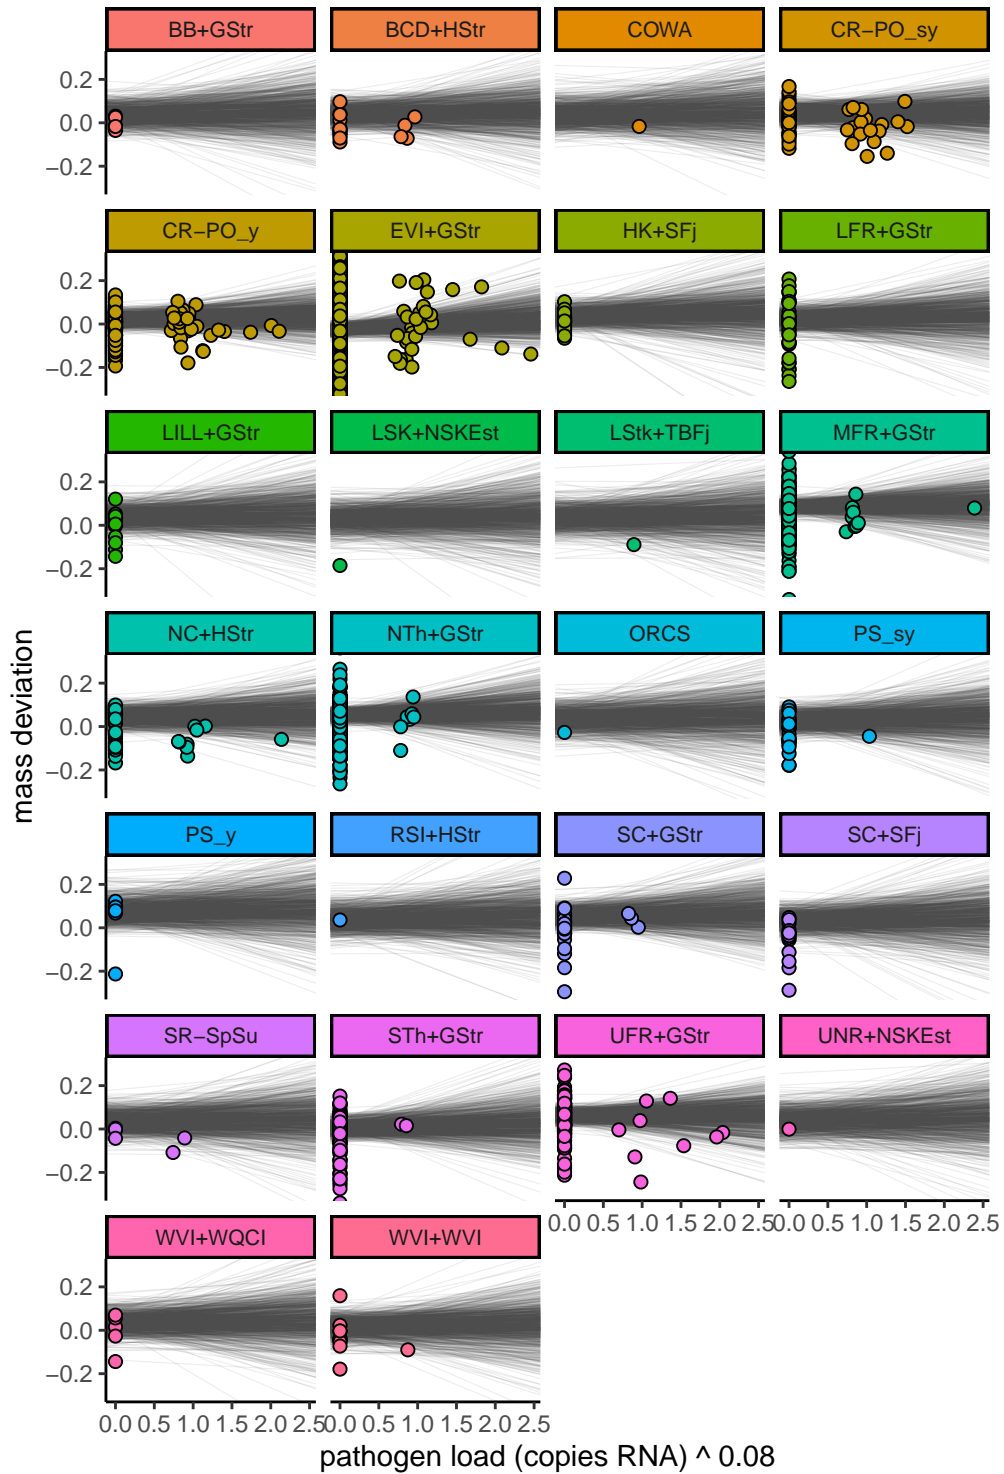 BB+GStr BCD+HStr COWA CR−PO_sy
0.2
0.0
−0.2
CR−PO_y EVI+GStr HK+SFj LFR+GStr
0.2
0.0
−0.2
LILL+GStr LSK+NSKEst LStk+TBFj MFR+GStr
0.2
0.0
−0.2
NC+HStr NTh+GStr ORCS PS_sy
0.2
0.0
−0.2
mass deviation
PS_y RSI+HStr SC+GStr SC+SFj
0.2
0.0
−0.2
SR−SpSu STh+GStr UFR+GStr UNR+NSKEst
0.2
0.0
−0.2
0.0 0.5 1.0 1.5 2.0 2.5 0.0 0.5 1.0 1.5 2.0 2.5
WVI+WQCI WVI+WVI
0.2
0.0
−0.2
0.0 0.5 1.0 1.5 2.0 2.5 0.0 0.5 1.0 1.5 2.0 2.5
pathogen load (copies RNA) ^ 0.08